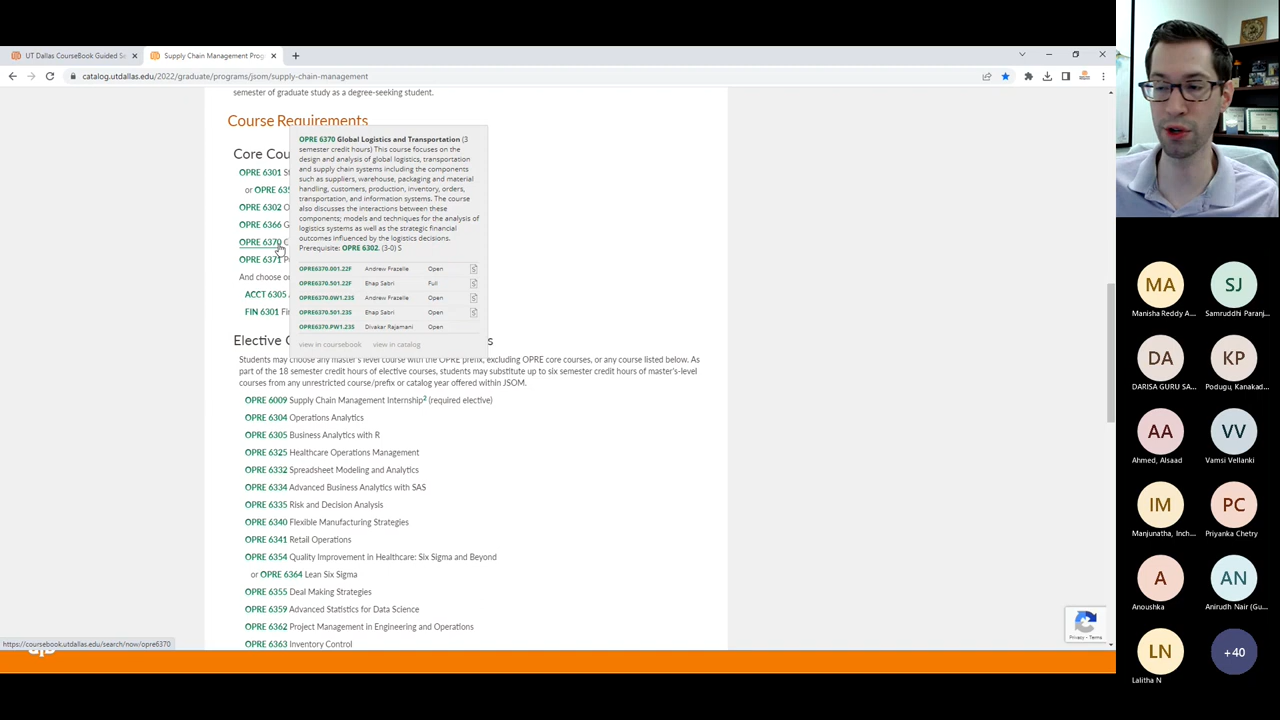 UT Dallas CourseBook Guided Se
Supply Chain Management Prog
catalog.utdallas.edu/2022/graduate/programs/jsom/supply-chain-management
semester of graduate study as a degree-seeking student.
Course Requirements
Core Cou
OPRE 6301 St
or OPRE 635
OPRE 6302 O
OPRE 6366 G
OPRE 6370
OPRE 6371 P
And choose or
ACCT 6305
FIN 6301 Fir
OPRE 6370 Global Logistics and Transportation (3
semester credit hours) This course focuses on the
design and analysis of global logistics, transportation
and supply chain systems including the components
such as suppliers, warehouse, packaging and material
handling, customers, production, inventory, orders,
transportation, and information systems. The course
also discusses the interactions between these
components; models and techniques for the analysis of
logistics systems as well as the strategic financial
outcomes influenced by the logistics decisions.
Prerequisite: OPRE 6302. (3-0) S
OPRE6370.001.22F Andrew Frazelle Open
OPRE6370.501.22F Ehap Sabri Full
OPRE6370.0W1.23S Andrew Frazelle Open
OPRE6370.501.23S Ehap Sabri Open
OPRE6370.PW1.23S Divakar Rajamani Open
view in coursebook view in catalog
Elective C s
Students may choose any master's level course with the OPRE prefix, excluding OPRE core courses, or any course listed below. As
part of the 18 semester credit hours of elective courses, students may substitute up to six semester credit hours of master's-level
courses from any unrestricted course/prefix or catalog year offered within JSOM.
OPRE 6009 Supply Chain Management Internship2 (required elective)
OPRE 6304 Operations Analytics
OPRE 6305 Business Analytics with R
OPRE 6325 Healthcare Operations Management
OPRE 6332 Spreadsheet Modeling and Analytics
OPRE 6334 Advanced Business Analytics with SAS
OPRE 6335 Risk and Decision Analysis
OPRE 6340 Flexible Manufacturing Strategies
OPRE 6341 Retail Operations
OPRE 6354 Quality Improvement in Healthcare: Six Sigma and Beyond
or OPRE 6364 Lean Six Sigma
OPRE 6355 Deal Making Strategies
OPRE 6359 Advanced Statistics for Data Science
OPRE 6362 Project Management in Engineering and Operations
OPRE 6363 Inventory Control
https://coursebook.utdallas.edu/search/now/opre6370
Privacy - Terms
MA
Manisha Reddy A...
SJ
Samruddhi Paranj...
DA
DARISA GURU SA...
KP
Podugu, Kanakad...
AA
Ahmed, Alsaad
VV
Vamsi Vellanki
IM
Manjunatha, Inch...
PC
Priyanka Chetry
A
Anoushka
AN
Anirudh Nair (Gu...
LN
Lalitha N
+40